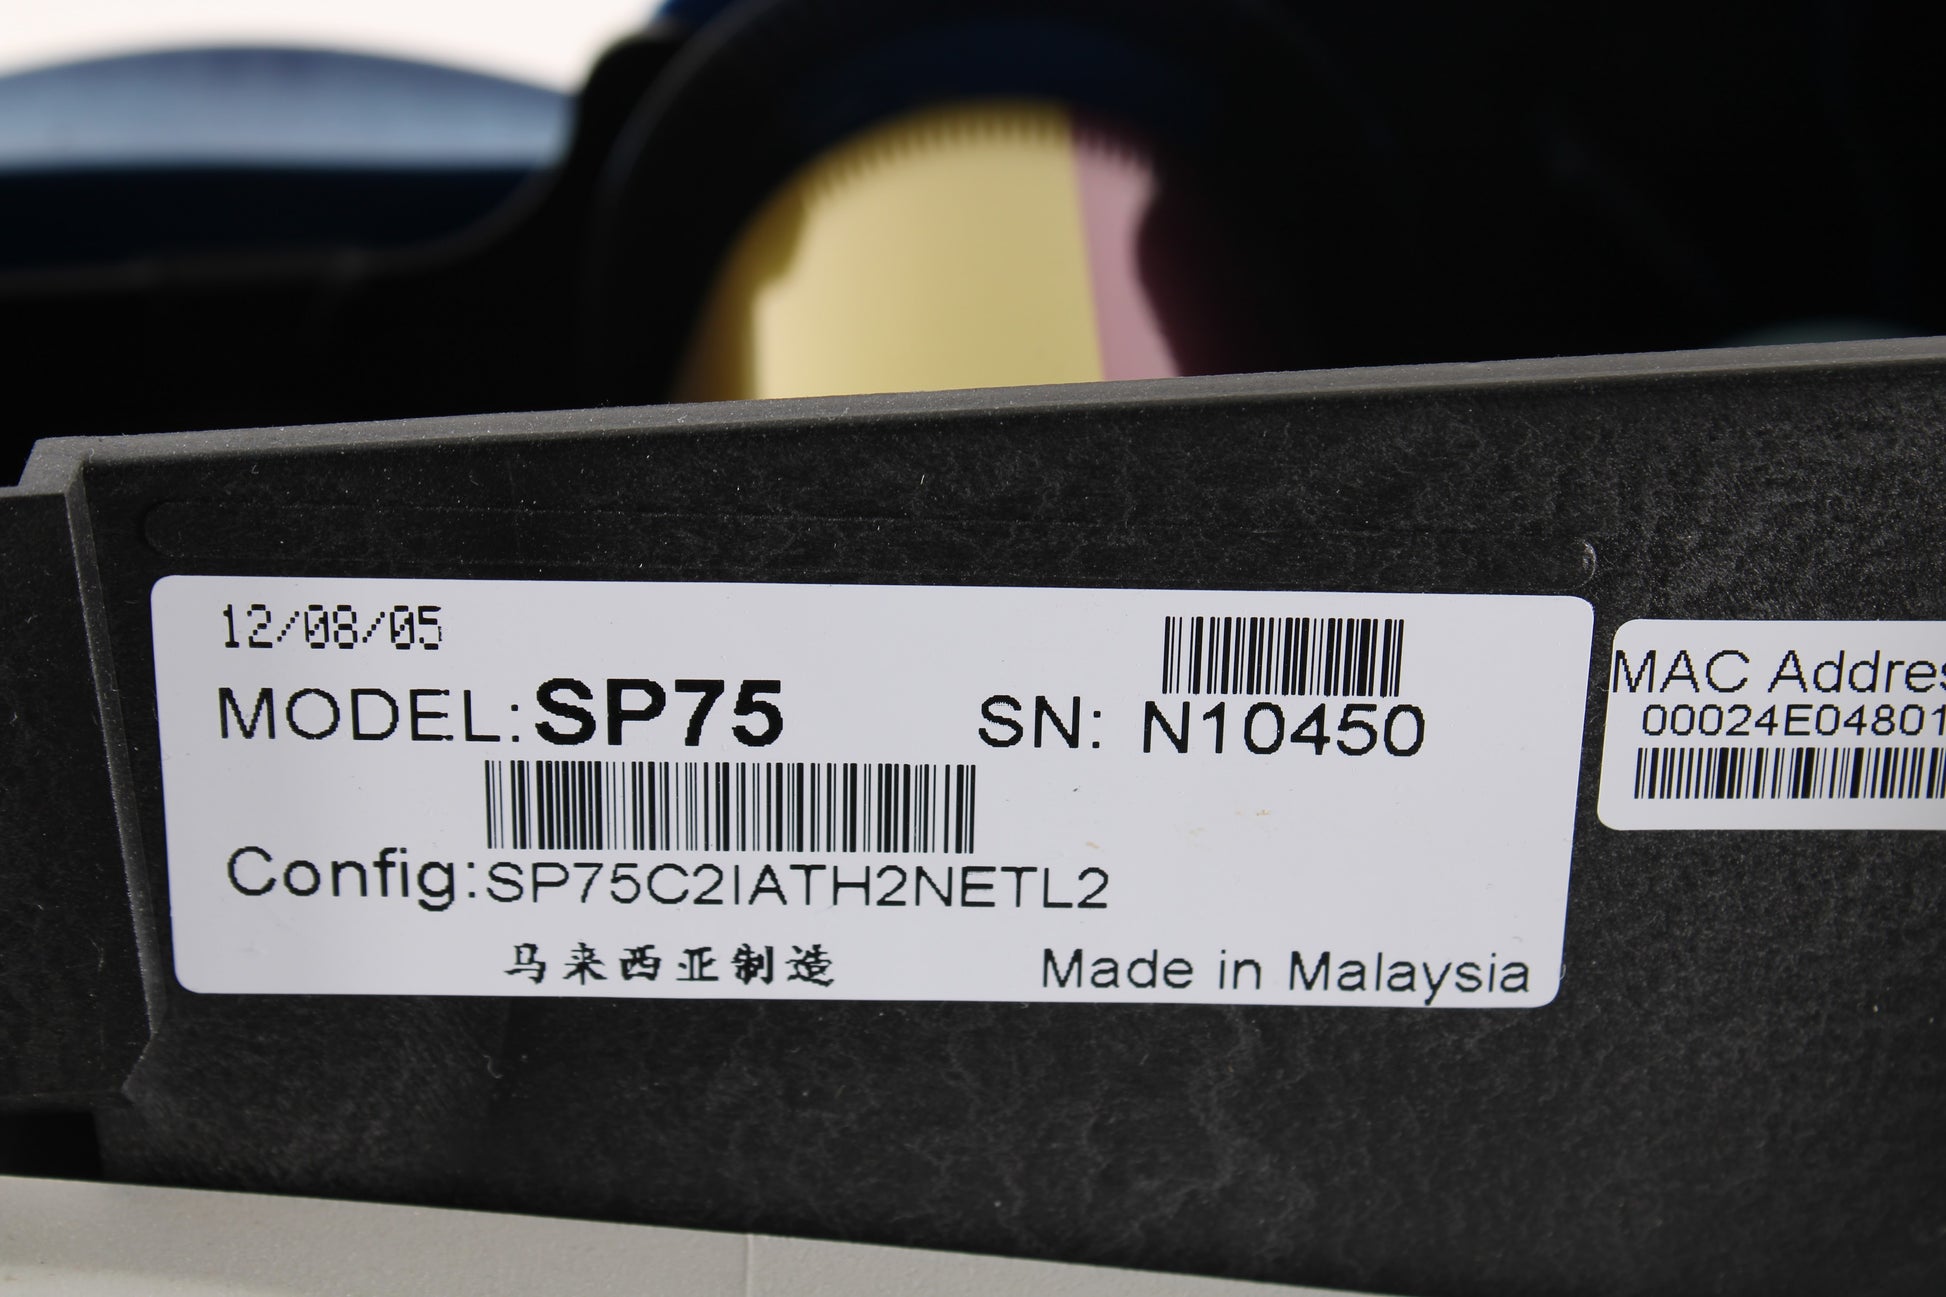 12/08/05
MODEL: SP75
SN: N10450
Config: SP75C2IATH2NETL2
马来西亚制造
Made in Malaysia
MAC
00024E04801